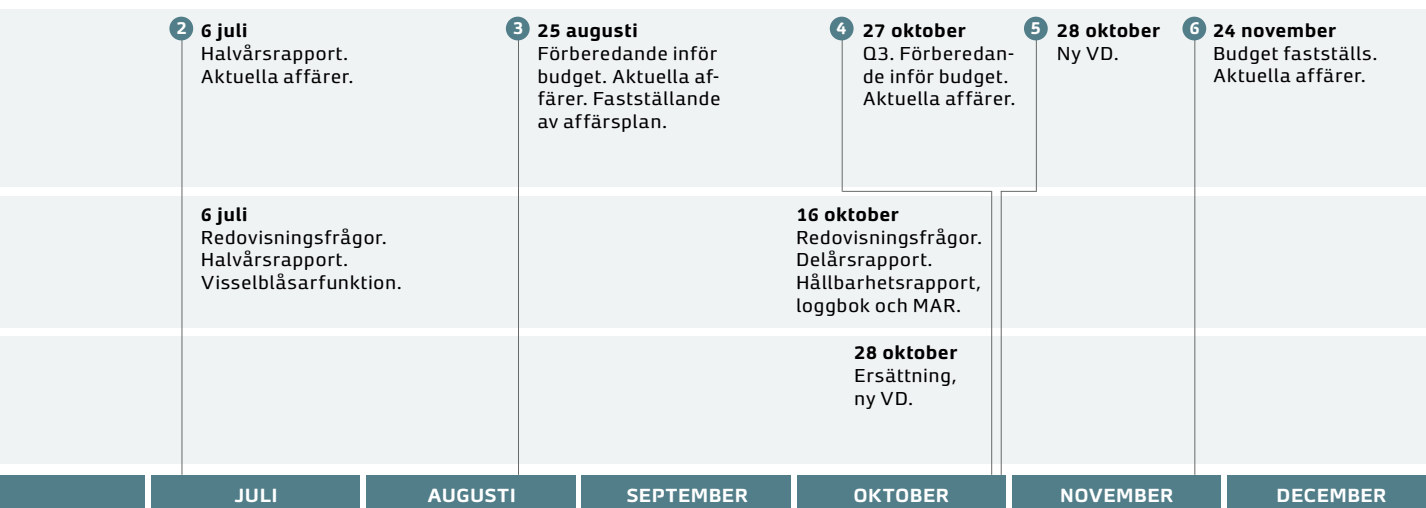 2 6 juli
Halvårsrapport.
Aktuella affärer.
3 25 augusti
Förberedande inför
budget. Aktuella af-
färer. Fastställande
av affärsplan.
4 27 oktober
Q3. Förberedan-
de inför budget.
Aktuella affärer.
5 28 oktober
Ny VD.
6 24 november
Budget fastställs.
Aktuella affärer.
6 juli
Redovisningsfrågor.
Halvårsrapport.
Visselblåsarfunktion.
16 oktober
Redovisningsfrågor.
Delårsrapport.
Hållbarhetsrapport,
loggbok och MAR.
28 oktober
Ersättning,
ny VD.
JULI AUGUSTI SEPTEMBER OKTOBER NOVEMBER DECEMBER